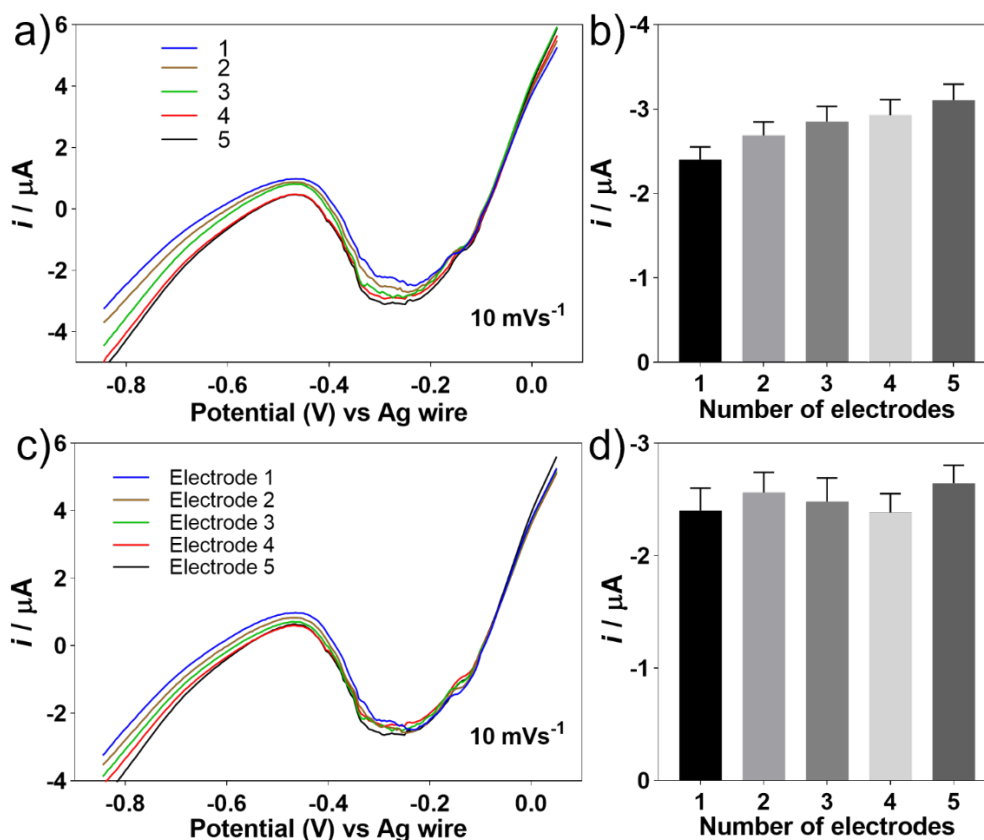 a)
6
4
2
0
-2
-4
i / µA
1
2
3
4
5
10 mVs-1
-0.8
-0.6
-0.4
-0.2
0.0
Potential (V) vs Ag wire
b)
-4
-3
-2
-1
0
i / µA
1
2
3
4
5
Number of electrodes
c)
6
4
2
0
-2
-4
i / µA
Electrode 1
Electrode 2
Electrode 3
Electrode 4
Electrode 5
10 mVs-1
-0.8
-0.6
-0.4
-0.2
0.0
Potential (V) vs Ag wire
d)
-3
-2
-1
0
i / µA
1
2
3
4
5
Number of electrodes